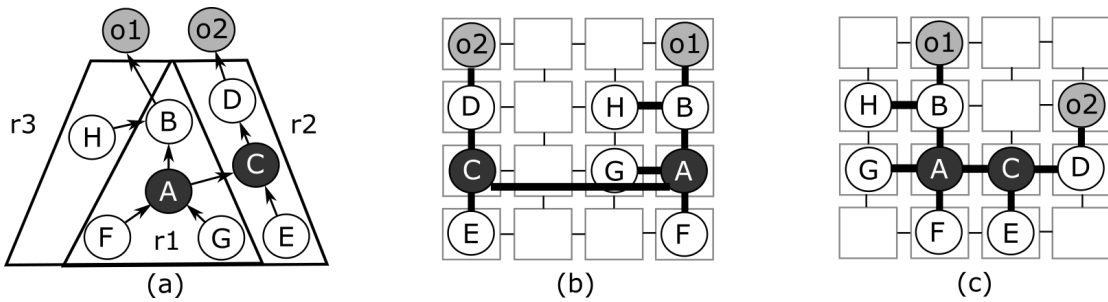 o1 o2
D
r3 H B r2
C
A
F r1 G E
(a)
o2 o1
D H B
C G A
E F
(b)
o1
H B o2
G A C D
F E
(c)